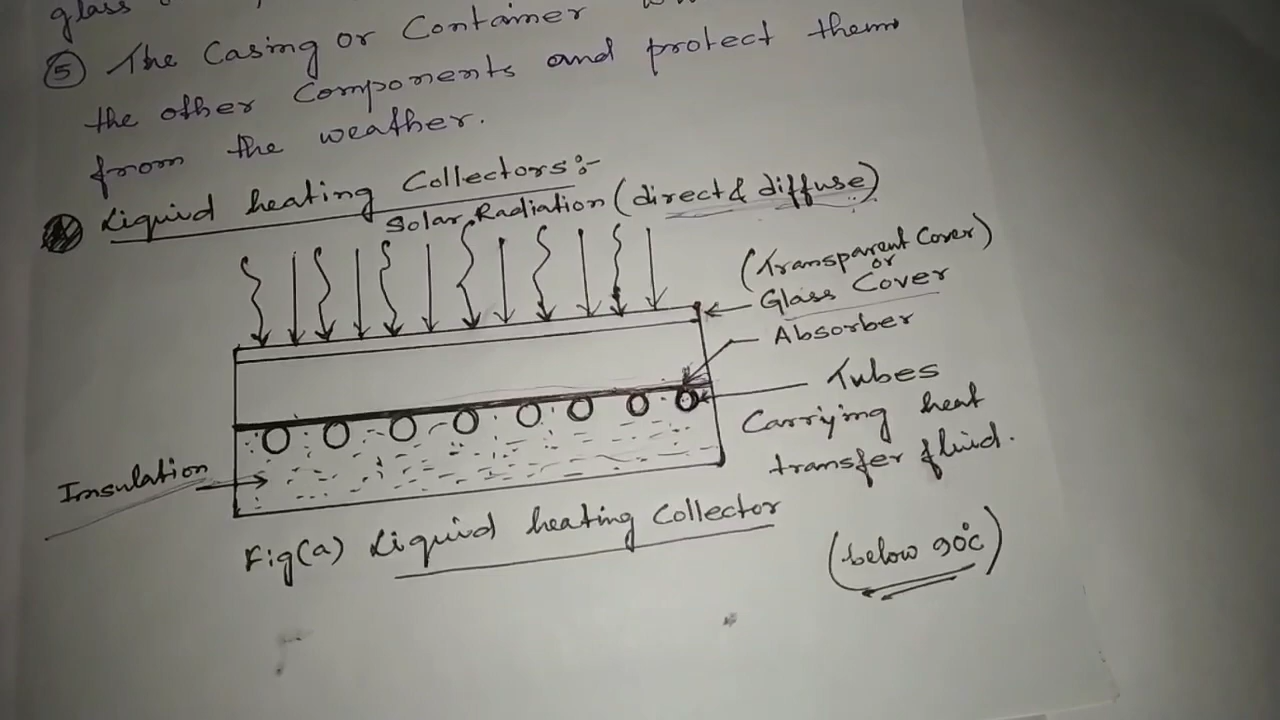 glass
⑤ The Casing or Container
the other Components and protect them
from the weather.
Liquid heating Collectors:-
Solar Radiation (direct & diffuse)
(Transparent Cover)
or
Glass Cover
Absorber
Tubes
Carrying heat
transfer fluid.
Insulation
Fig(a) Liquid heating Collector
(below 90°c)